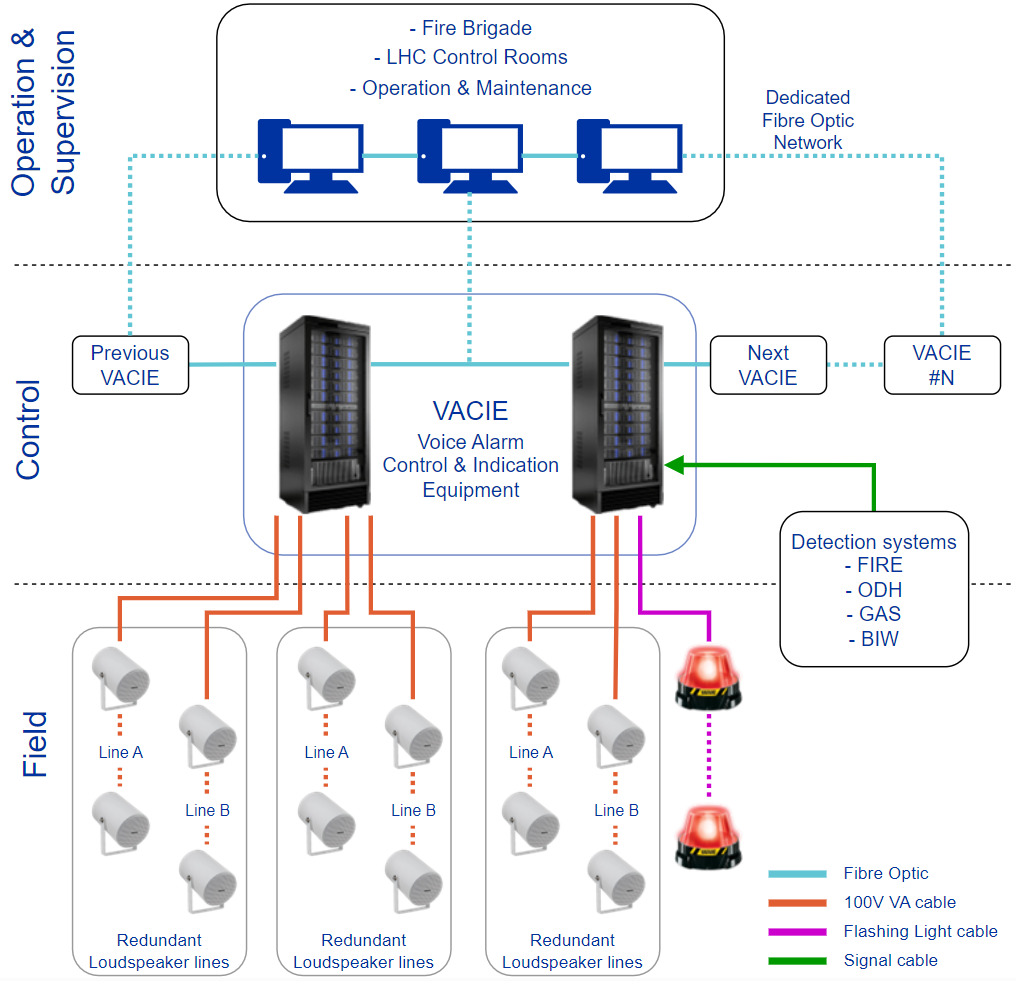 Operation &
Supervision
- Fire Brigade
- LHC Control Rooms
- Operation & Maintenance
Dedicated
Fibre Optic
Network
Control
Previous
VACIE
VACIE
Voice Alarm
Control & Indication
Equipment
Next
VACIE
VACIE
#N
Detection systems
- FIRE
- ODH
- GAS
- BIW
Field
Line A
Line B
Redundant
Loudspeaker lines
Line A
Line B
Redundant
Loudspeaker lines
Line A
Line B
Redundant
Loudspeaker lines
Fibre Optic
100V VA cable
Flashing Light cable
Signal cable